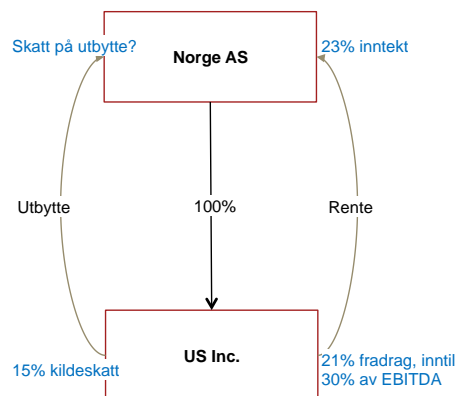 Skatt på utbytte?
Norge AS
23% inntekt
Utbytte
100%
Rente
15% kildeskatt
US Inc.
21% fradrag, inntil
30% av EBITDA